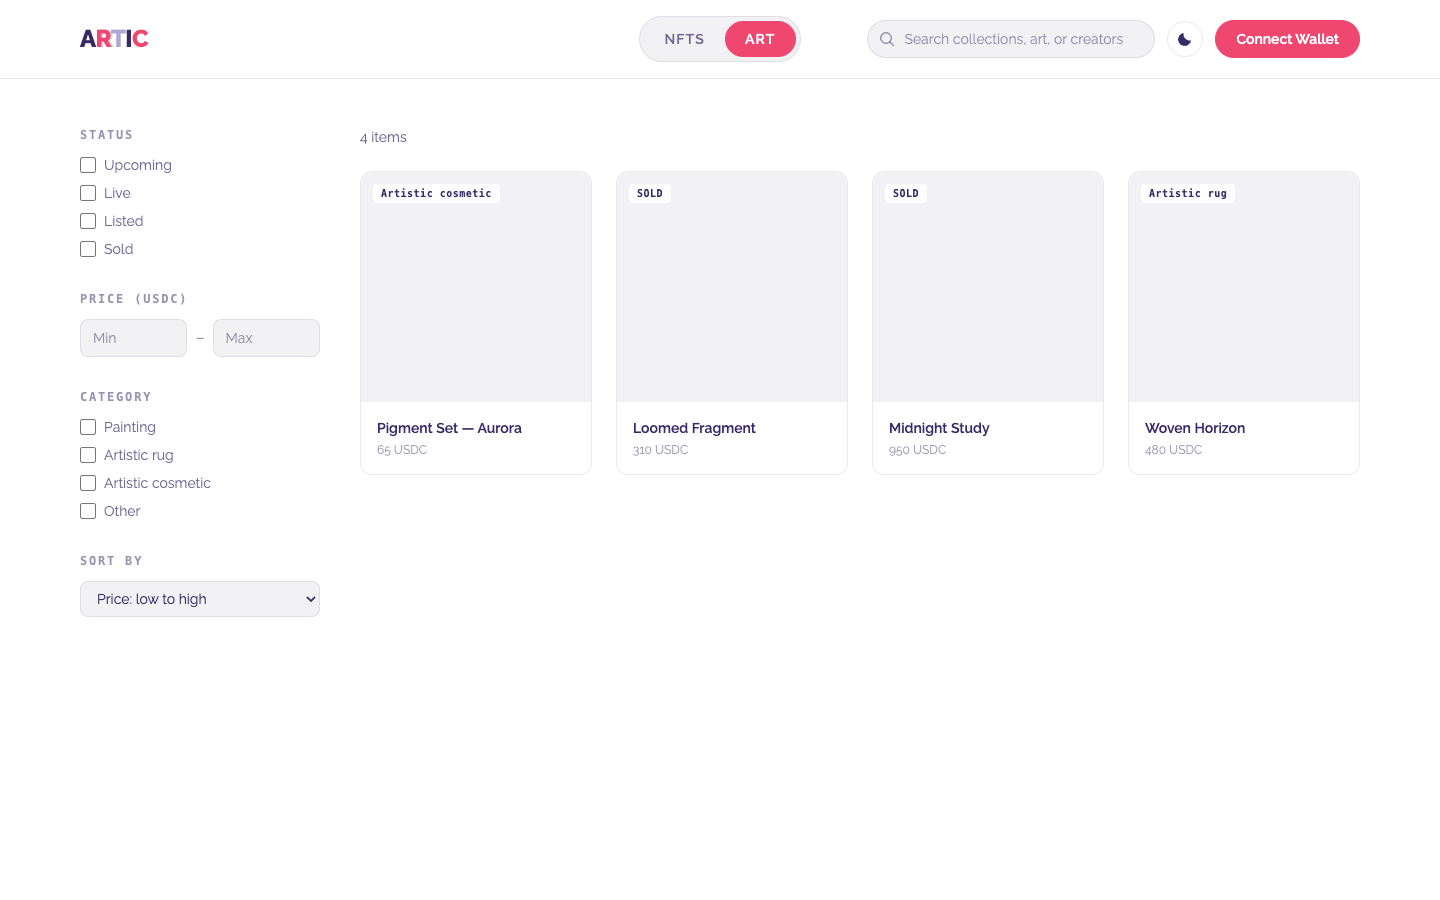 ARTIC
NFTS
ART
Search collections, art, or creators
Connect Wallet
STATUS
Upcoming
Live
Listed
Sold
PRICE (USDC)
Min – Max
CATEGORY
Painting
Artistic rug
Artistic cosmetic
Other
SORT BY
Price: low to high
4 items
Artistic cosmetic
Pigment Set — Aurora
65 USDC
SOLD
Loomed Fragment
310 USDC
SOLD
Midnight Study
950 USDC
Artistic rug
Woven Horizon
480 USDC